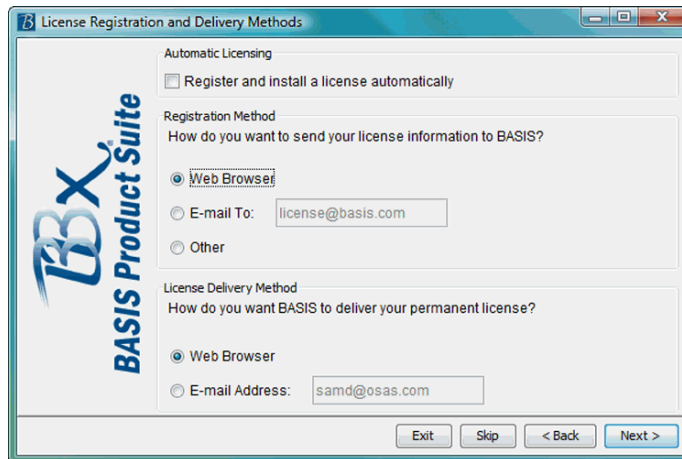 License Registration and Delivery Methods
Automatic Licensing
Register and install a license automatically
Registration Method
How do you want to send your license information to BASIS?
Web Browser
E-mail To: license@basis.com
Other
License Delivery Method
How do you want BASIS to deliver your permanent license?
Web Browser
E-mail Address: samd@osas.com
BBx
BASIS Product Suite
Exit Skip < Back Next >